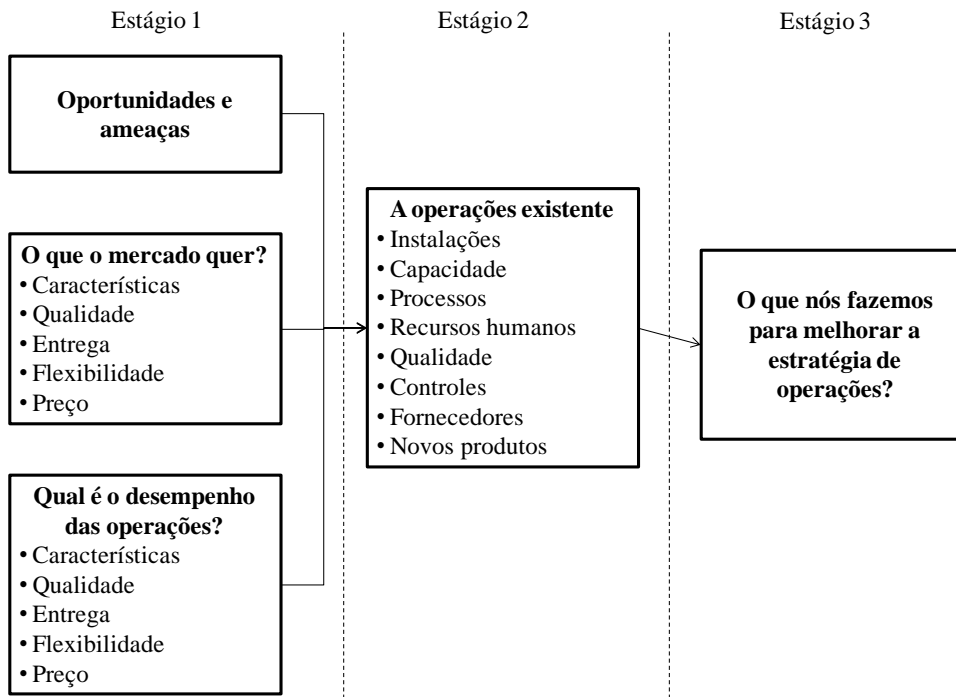 Estágio 1
Estágio 2
Estágio 3
Oportunidades e
ameaças
O que o mercado quer?
• Características
• Qualidade
• Entrega
• Flexibilidade
• Preço
Qual é o desempenho
das operações?
• Características
• Qualidade
• Entrega
• Flexibilidade
• Preço
A operações existente
• Instalações
• Capacidade
• Processos
• Recursos humanos
• Qualidade
• Controles
• Fornecedores
• Novos produtos
O que nós fazemos
para melhorar a
estratégia de
operações?